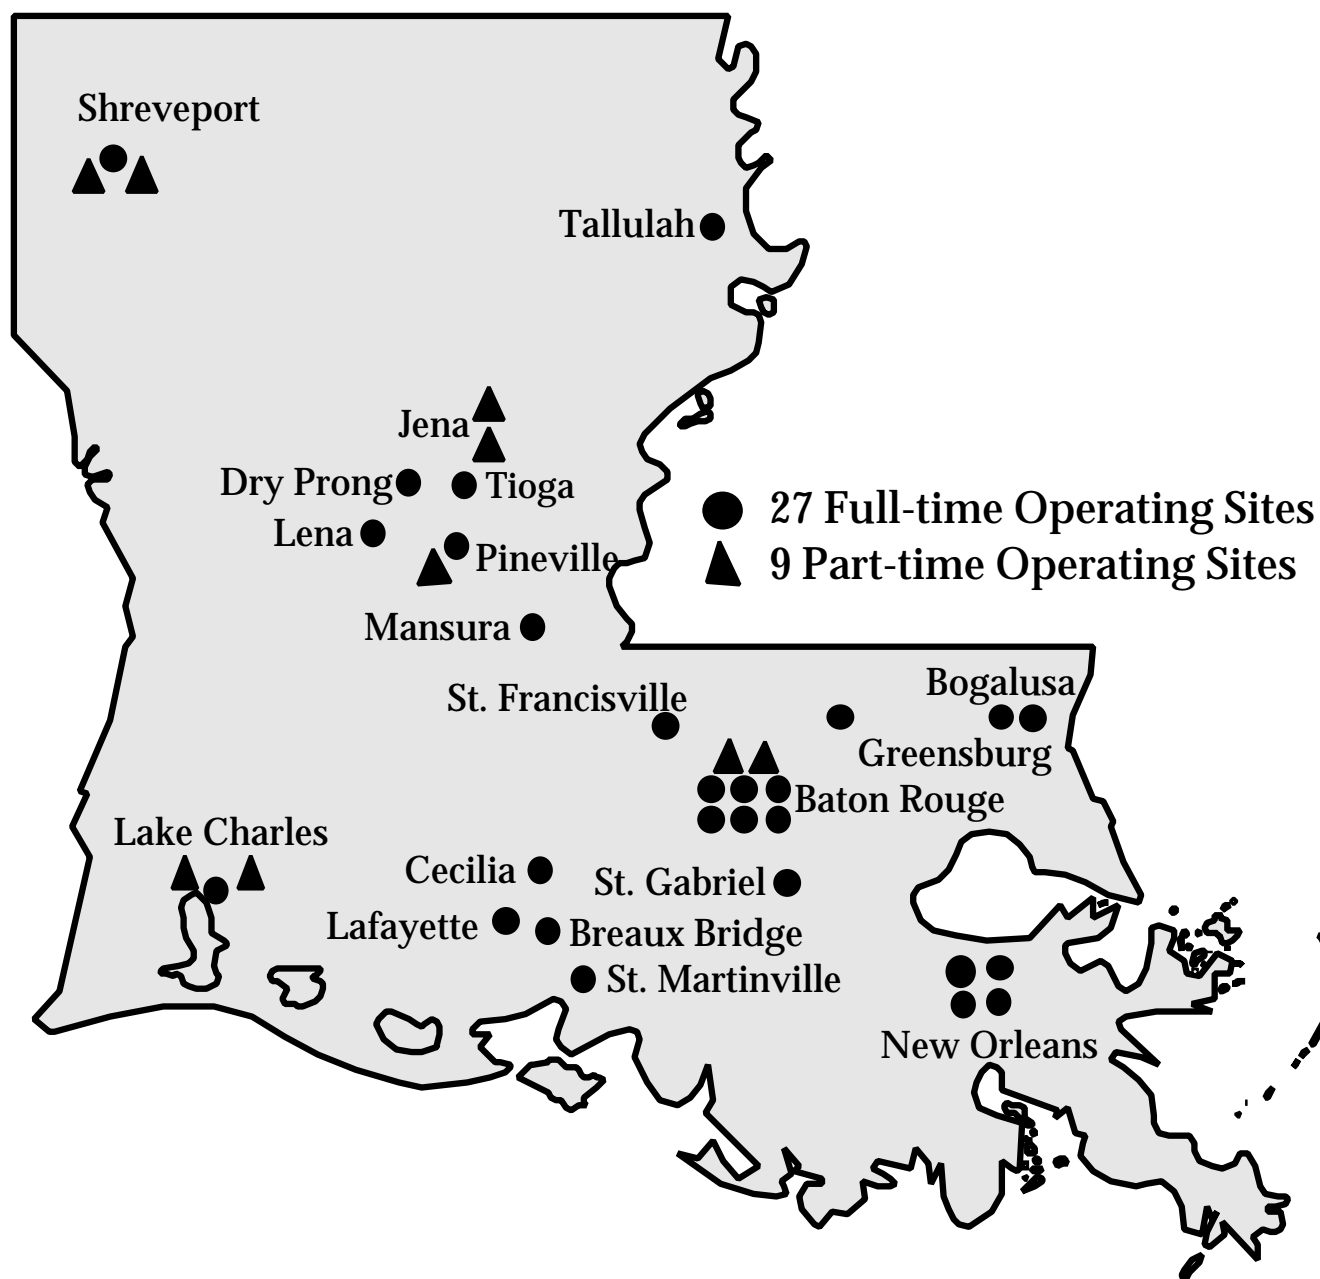 Shreveport
Tallulah
Jena
Dry Prong
Tioga
27 Full-time Operating Sites
Lena
Pineville
9 Part-time Operating Sites
Mansura
Bogalusa
St. Francisville
Greensburg
Baton Rouge
Lake Charles
Cecilia
St. Gabriel
Lafayette
Breaux Bridge
St. Martinville
New Orleans